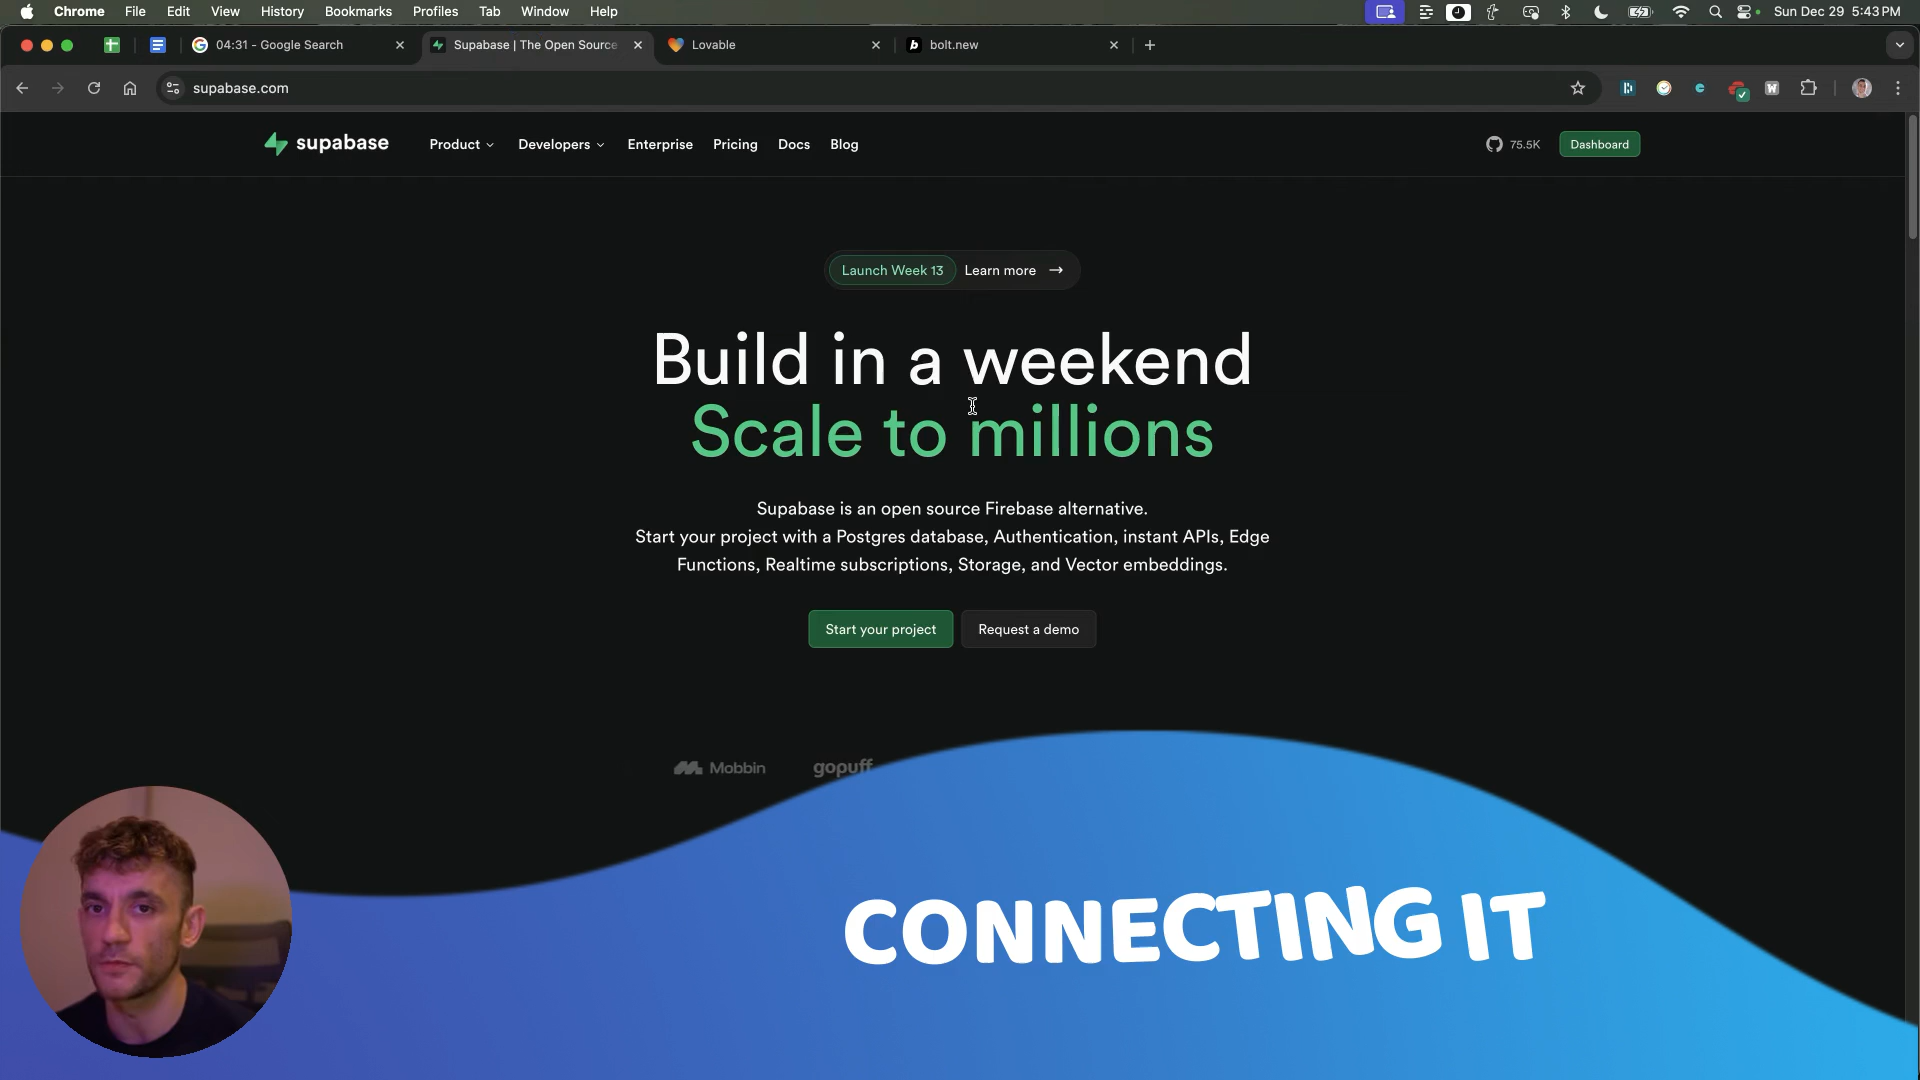 Chrome File Edit View History Bookmarks Profiles Tab Window Help Sun Dec 29 5:43 PM
04:31 - Google Search Supabase | The Open Source Lovable bolt.new
supabase.com
supabase Product Developers Enterprise Pricing Docs Blog 75.5K Dashboard
Launch Week 13 Learn more →
Build in a weekend
Scale to millions
Supabase is an open source Firebase alternative.
Start your project with a Postgres database, Authentication, instant APIs, Edge
Functions, Realtime subscriptions, Storage, and Vector embeddings.
Start your project Request a demo
Mobbin gopuff
CONNECTING IT